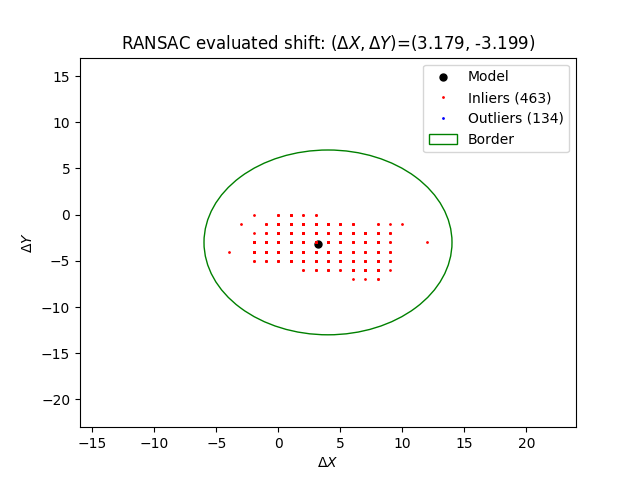 RANSAC evaluated shift: (ΔX, ΔY)=(3.179, -3.199)
Model
Inliers (463)
Outliers (134)
Border
15
10
5
0
−5
−10
−15
−20
ΔY
−15 −10 −5 0 5 10 15 20
ΔX